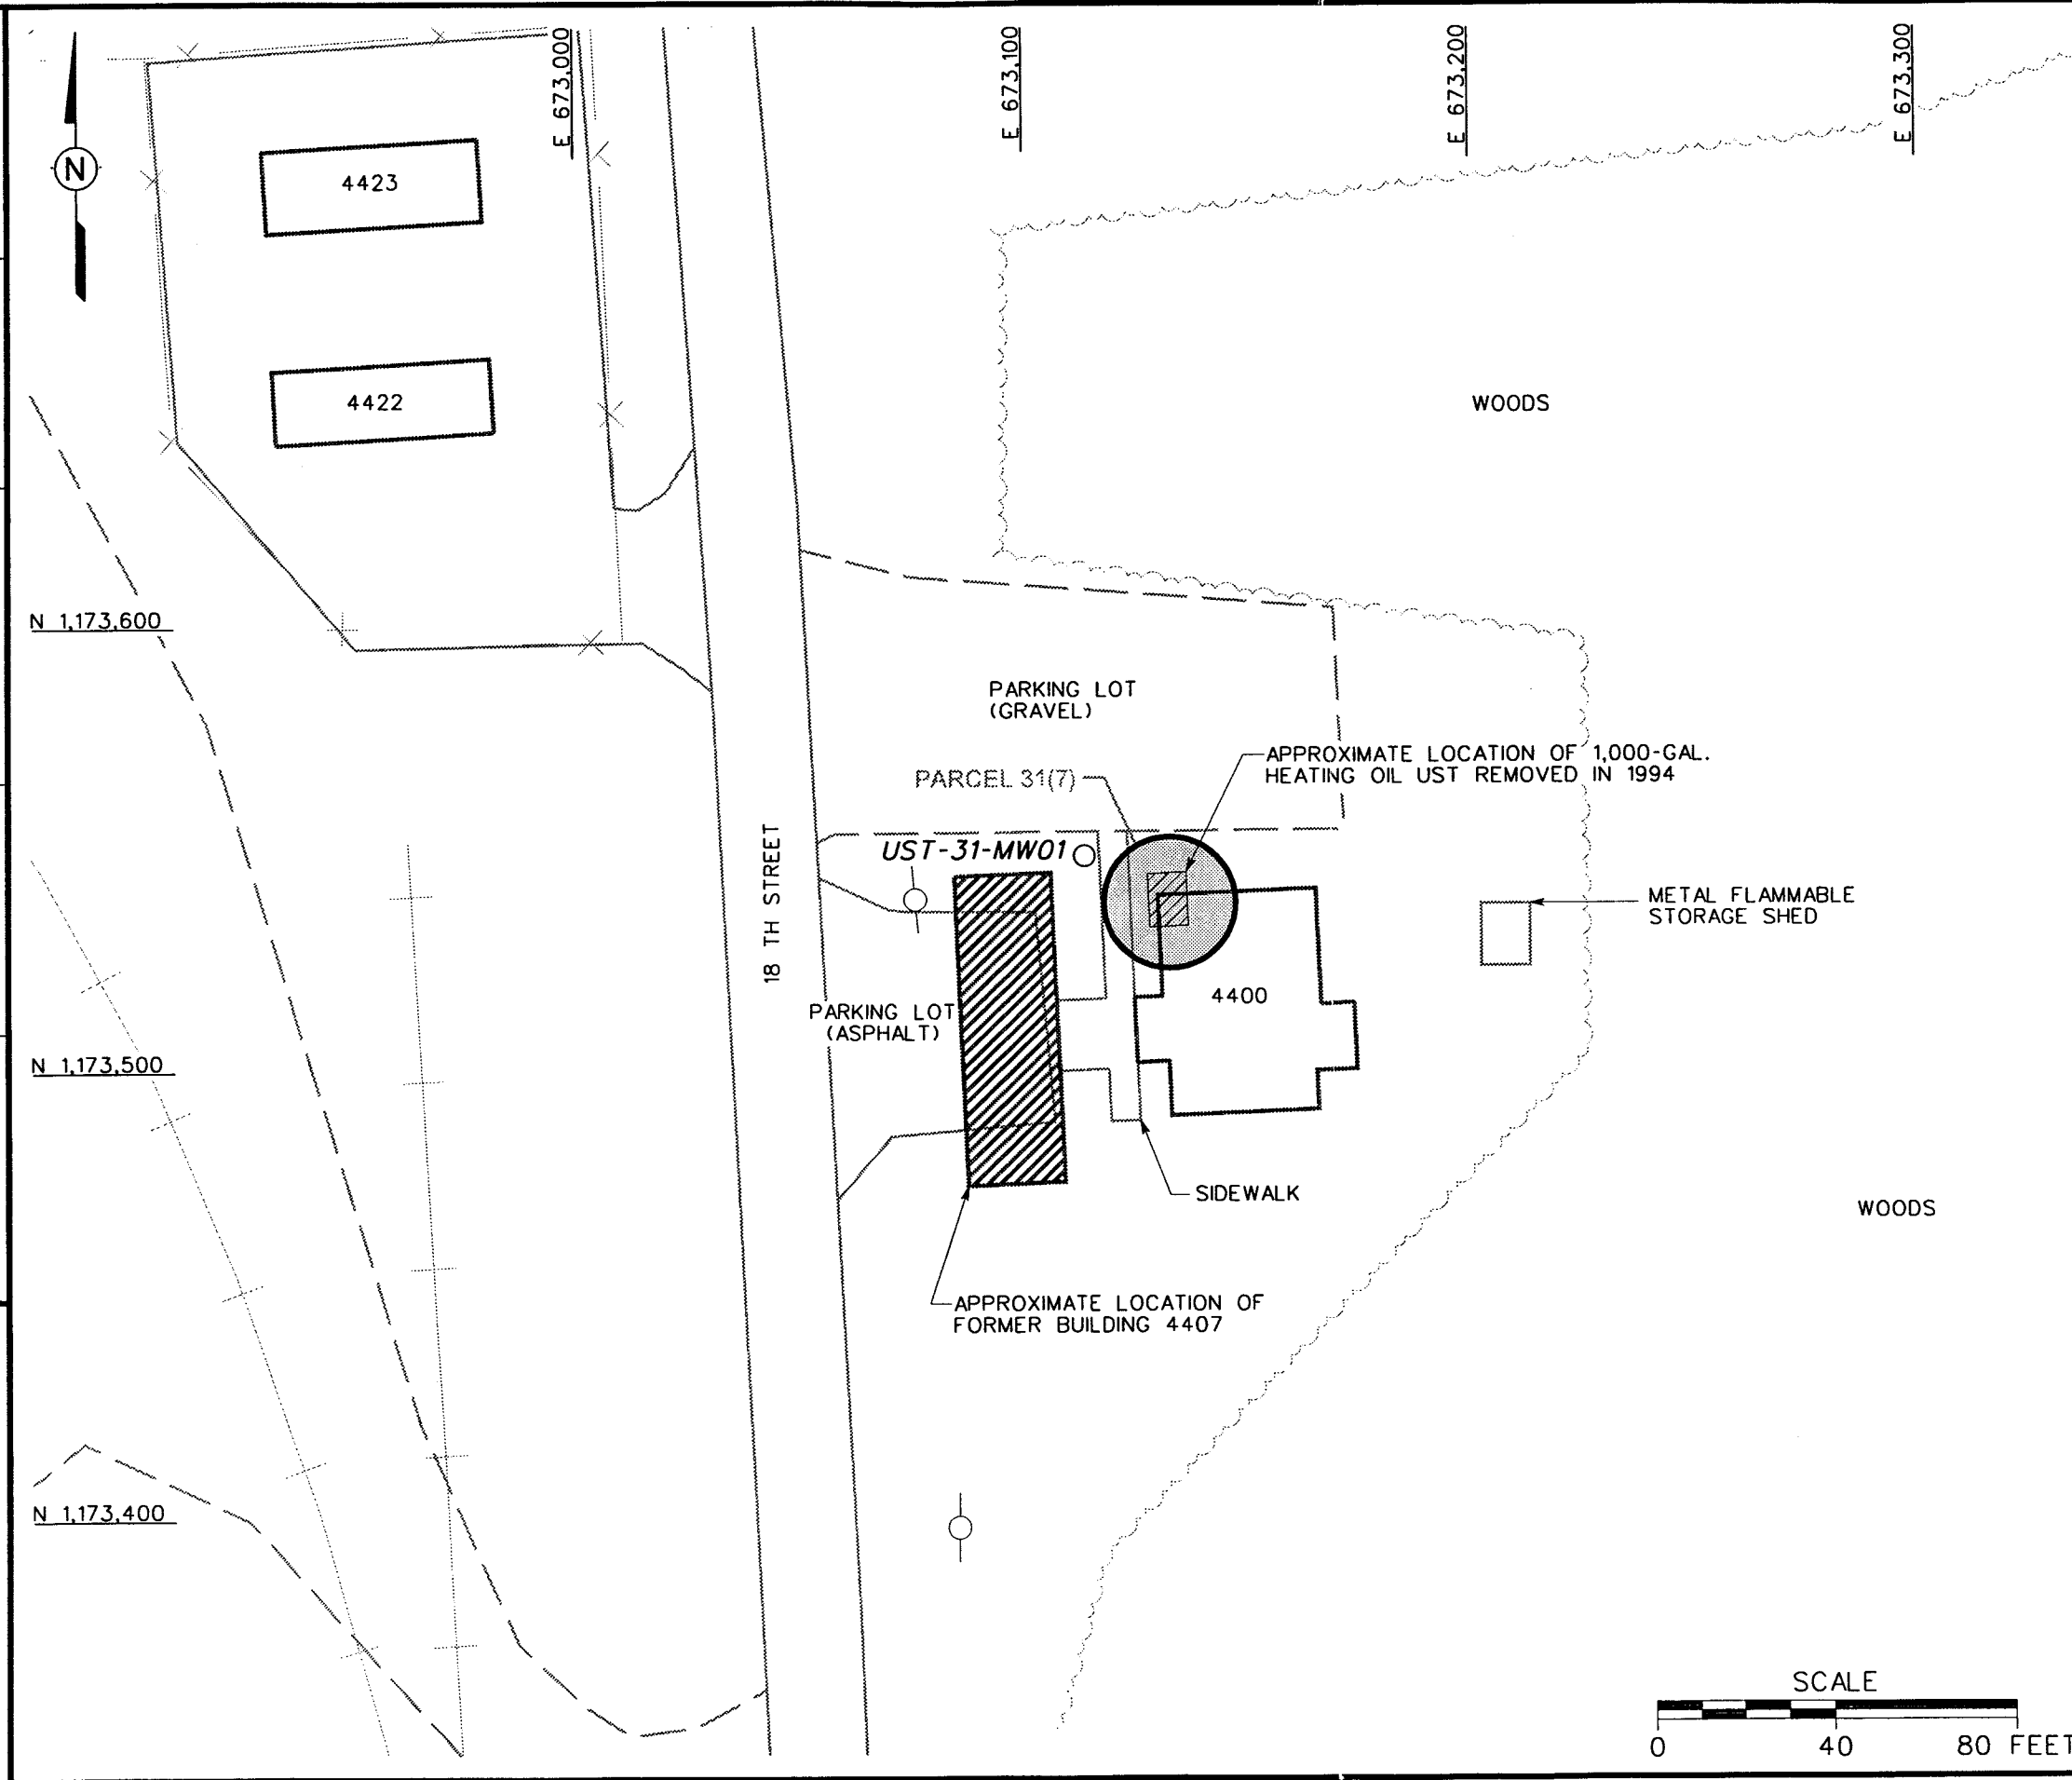 E 673,000
E 673,100
E 673,200
E 673,300
N
4423
4422
WOODS
N 1,173,600
PARKING LOT
(GRAVEL)
APPROXIMATE LOCATION OF 1,000-GAL.
HEATING OIL UST REMOVED IN 1994
PARCEL 31(7)
UST-31-MW01
18 TH STREET
METAL FLAMMABLE
STORAGE SHED
4400
PARKING LOT
(ASPHALT)
N 1,173,500
SIDEWALK
WOODS
APPROXIMATE LOCATION OF
FORMER BUILDING 4407
N 1,173,400
SCALE
0 40 80 FEET